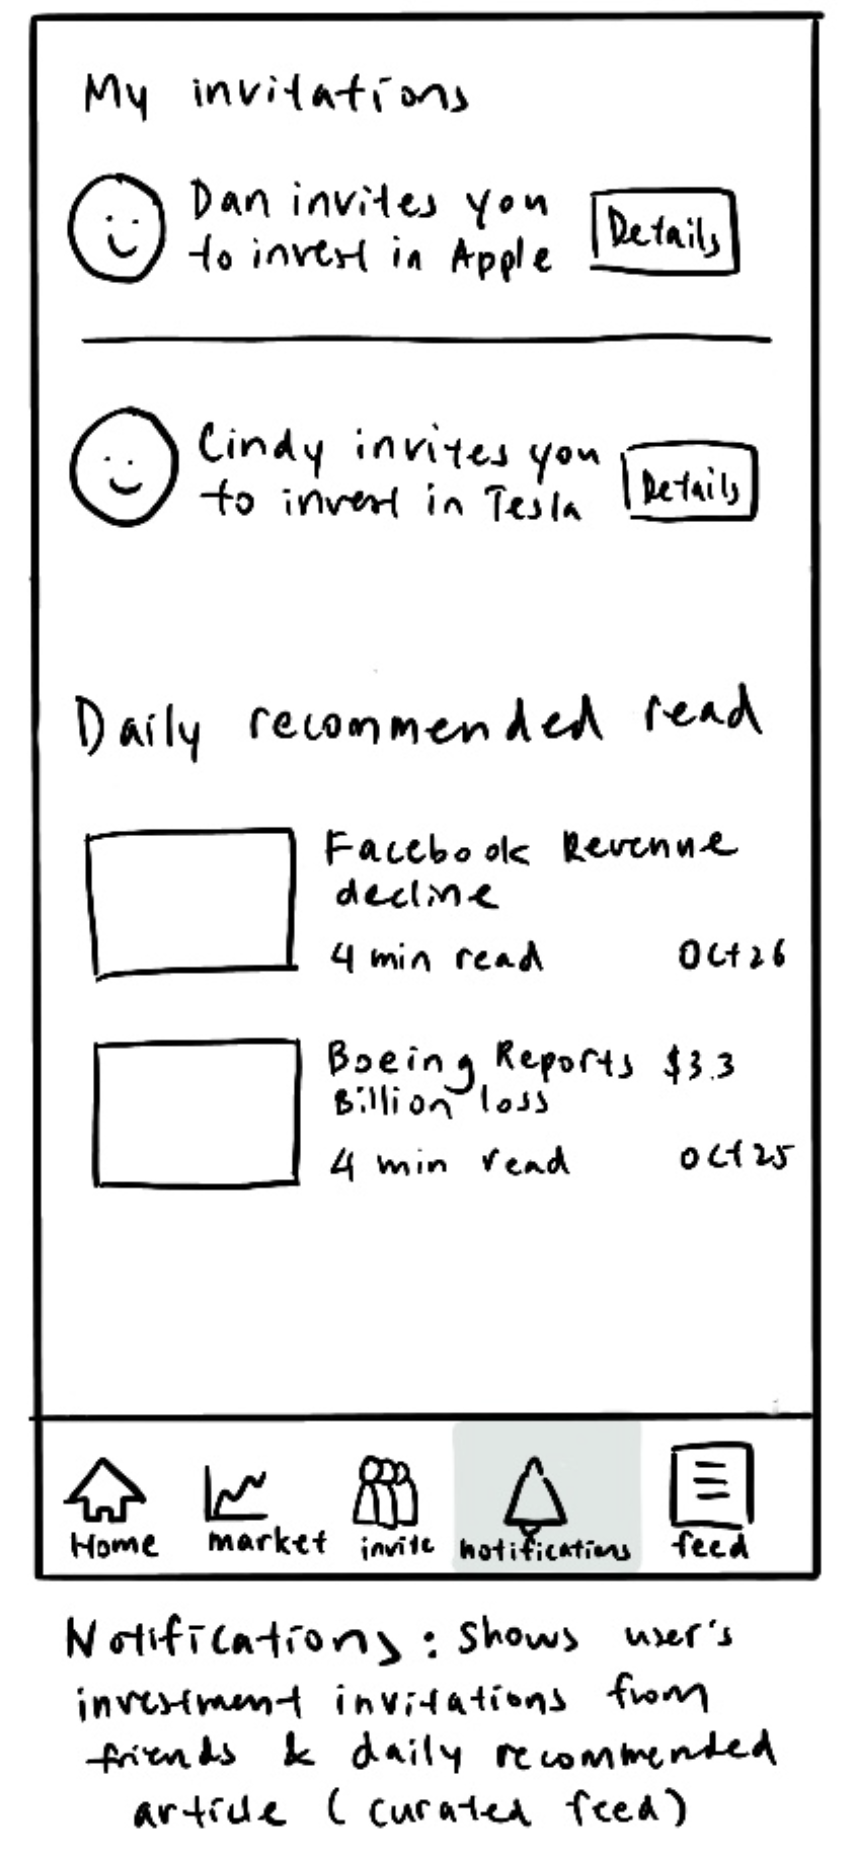 My invitations
Dan invites you
to invest in Apple
Details
Cindy invites you
to invest in Tesla
Details
Daily recommended read
Facebook Revenue
decline
4 min read Oct 26
Boeing Reports $3.3
Billion loss
4 min read Oct 25
Home market invite notifications feed
Notifications: shows user's
investment invitations from
friends & daily recommended
article (curated feed)